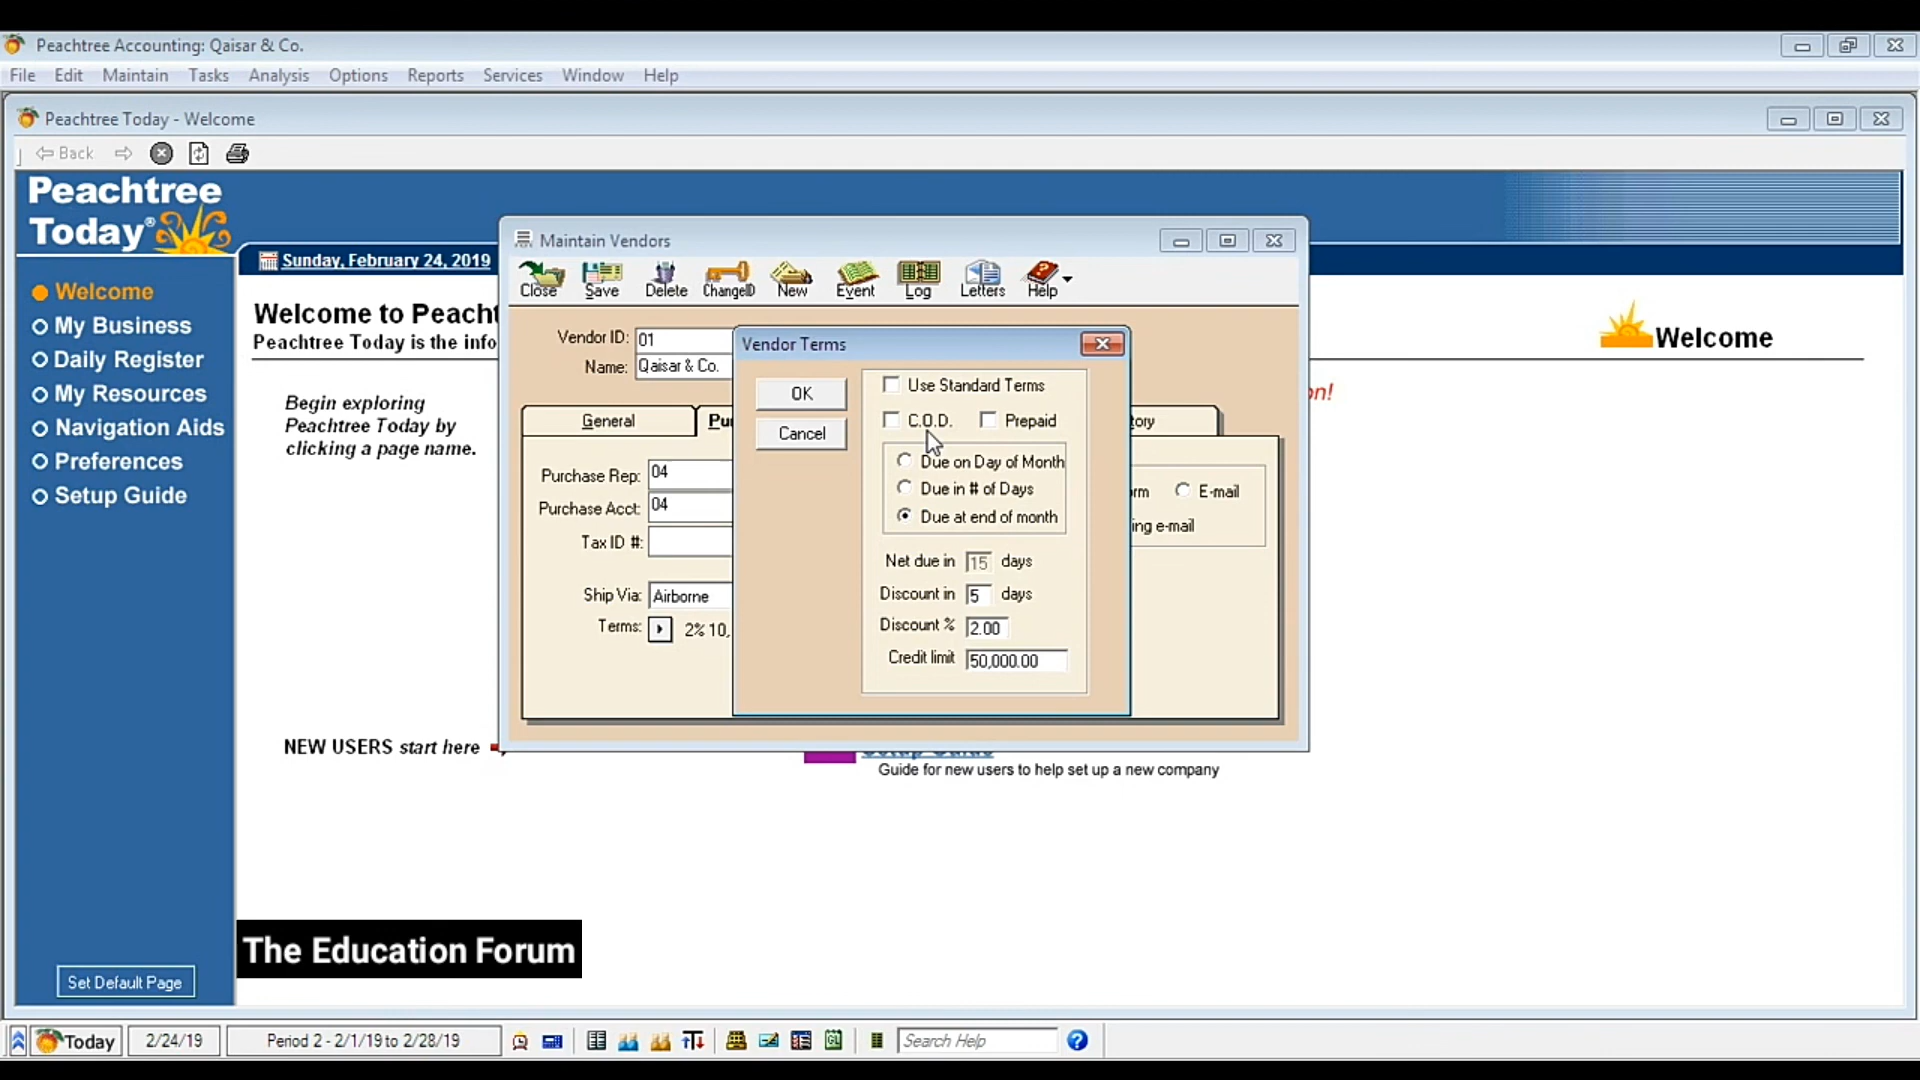 Peachtree Accounting: Qaisar & Co.
File Edit Maintain Tasks Analysis Options Reports Services Window Help
Peachtree Today - Welcome
Back
Peachtree
Today®
Sunday, February 24, 2019
Welcome
My Business
Daily Register
My Resources
Navigation Aids
Preferences
Setup Guide
Set Default Page
Welcome to Peacht
Peachtree Today is the info
Welcome
on!
Begin exploring
Peachtree Today by
clicking a page name.
NEW USERS start here
Guide for new users to help set up a new company
Maintain Vendors
Close Save Delete ChangeID New Event Log Letters Help
Vendor ID: 01
Name: Qaisar & Co.
General Pur tory
Purchase Rep: 04
Purchase Acct: 04
Tax ID #:
Ship Via: Airborne
Terms: 2% 10,
rm E-mail
ing e-mail
Vendor Terms
OK
Cancel
Use Standard Terms
C.O.D. Prepaid
Due on Day of Month
Due in # of Days
Due at end of month
Net due in 15 days
Discount in 5 days
Discount % 2.00
Credit limit 50,000.00
The Education Forum
Today 2/24/19 Period 2 - 2/1/19 to 2/28/19 Search Help